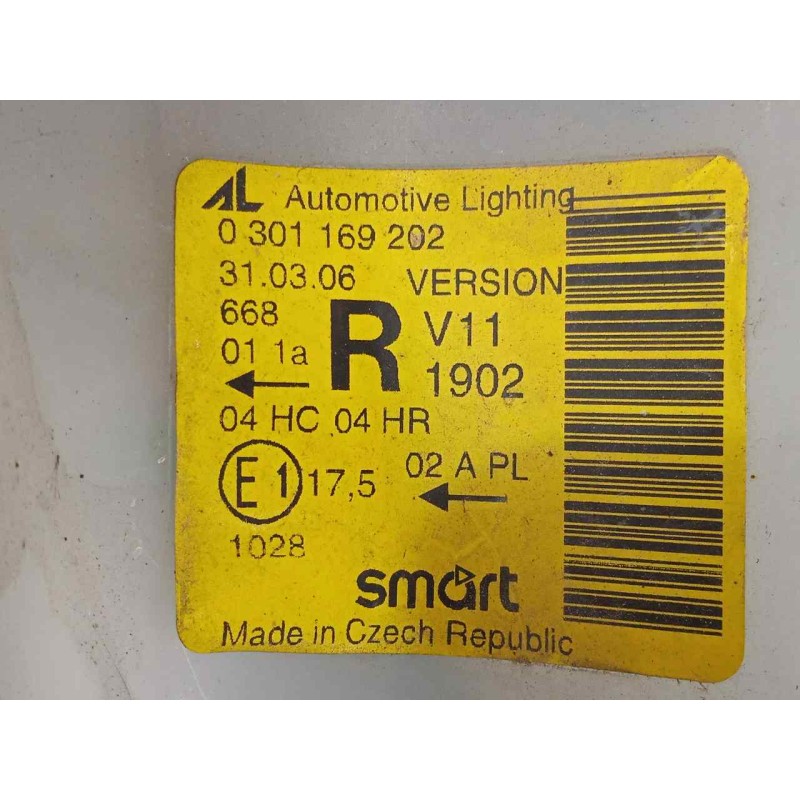 AL Automotive Lighting
0 301 169 202
31.03.06 VERSION
668 R V11
01 1a 1902
04 HC 04 HR
E1 17,5 02 A PL
1028
smart
Made in Czech Republic